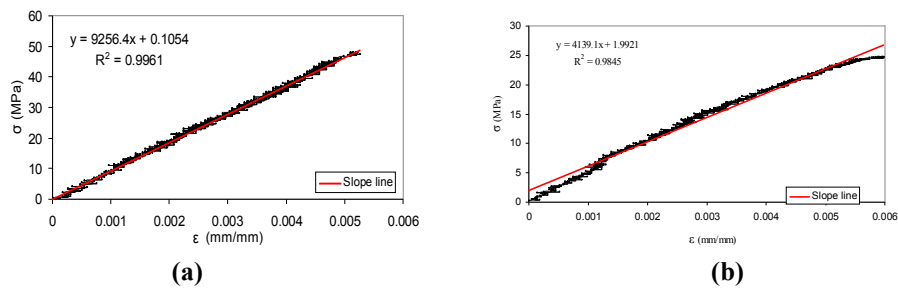 y = 9256.4x + 0.1054
R² = 0.9961
σ (MPa)
60
50
40
30
20
10
0
Slope line
0 0.001 0.002 0.003 0.004 0.005 0.006
ε (mm/mm)
(a)
y = 4139.1x + 1.9921
R² = 0.9845
σ (MPa)
30
25
20
15
10
5
0
Slope line
0 0.001 0.002 0.003 0.004 0.005 0.006
ε (mm/mm)
(b)